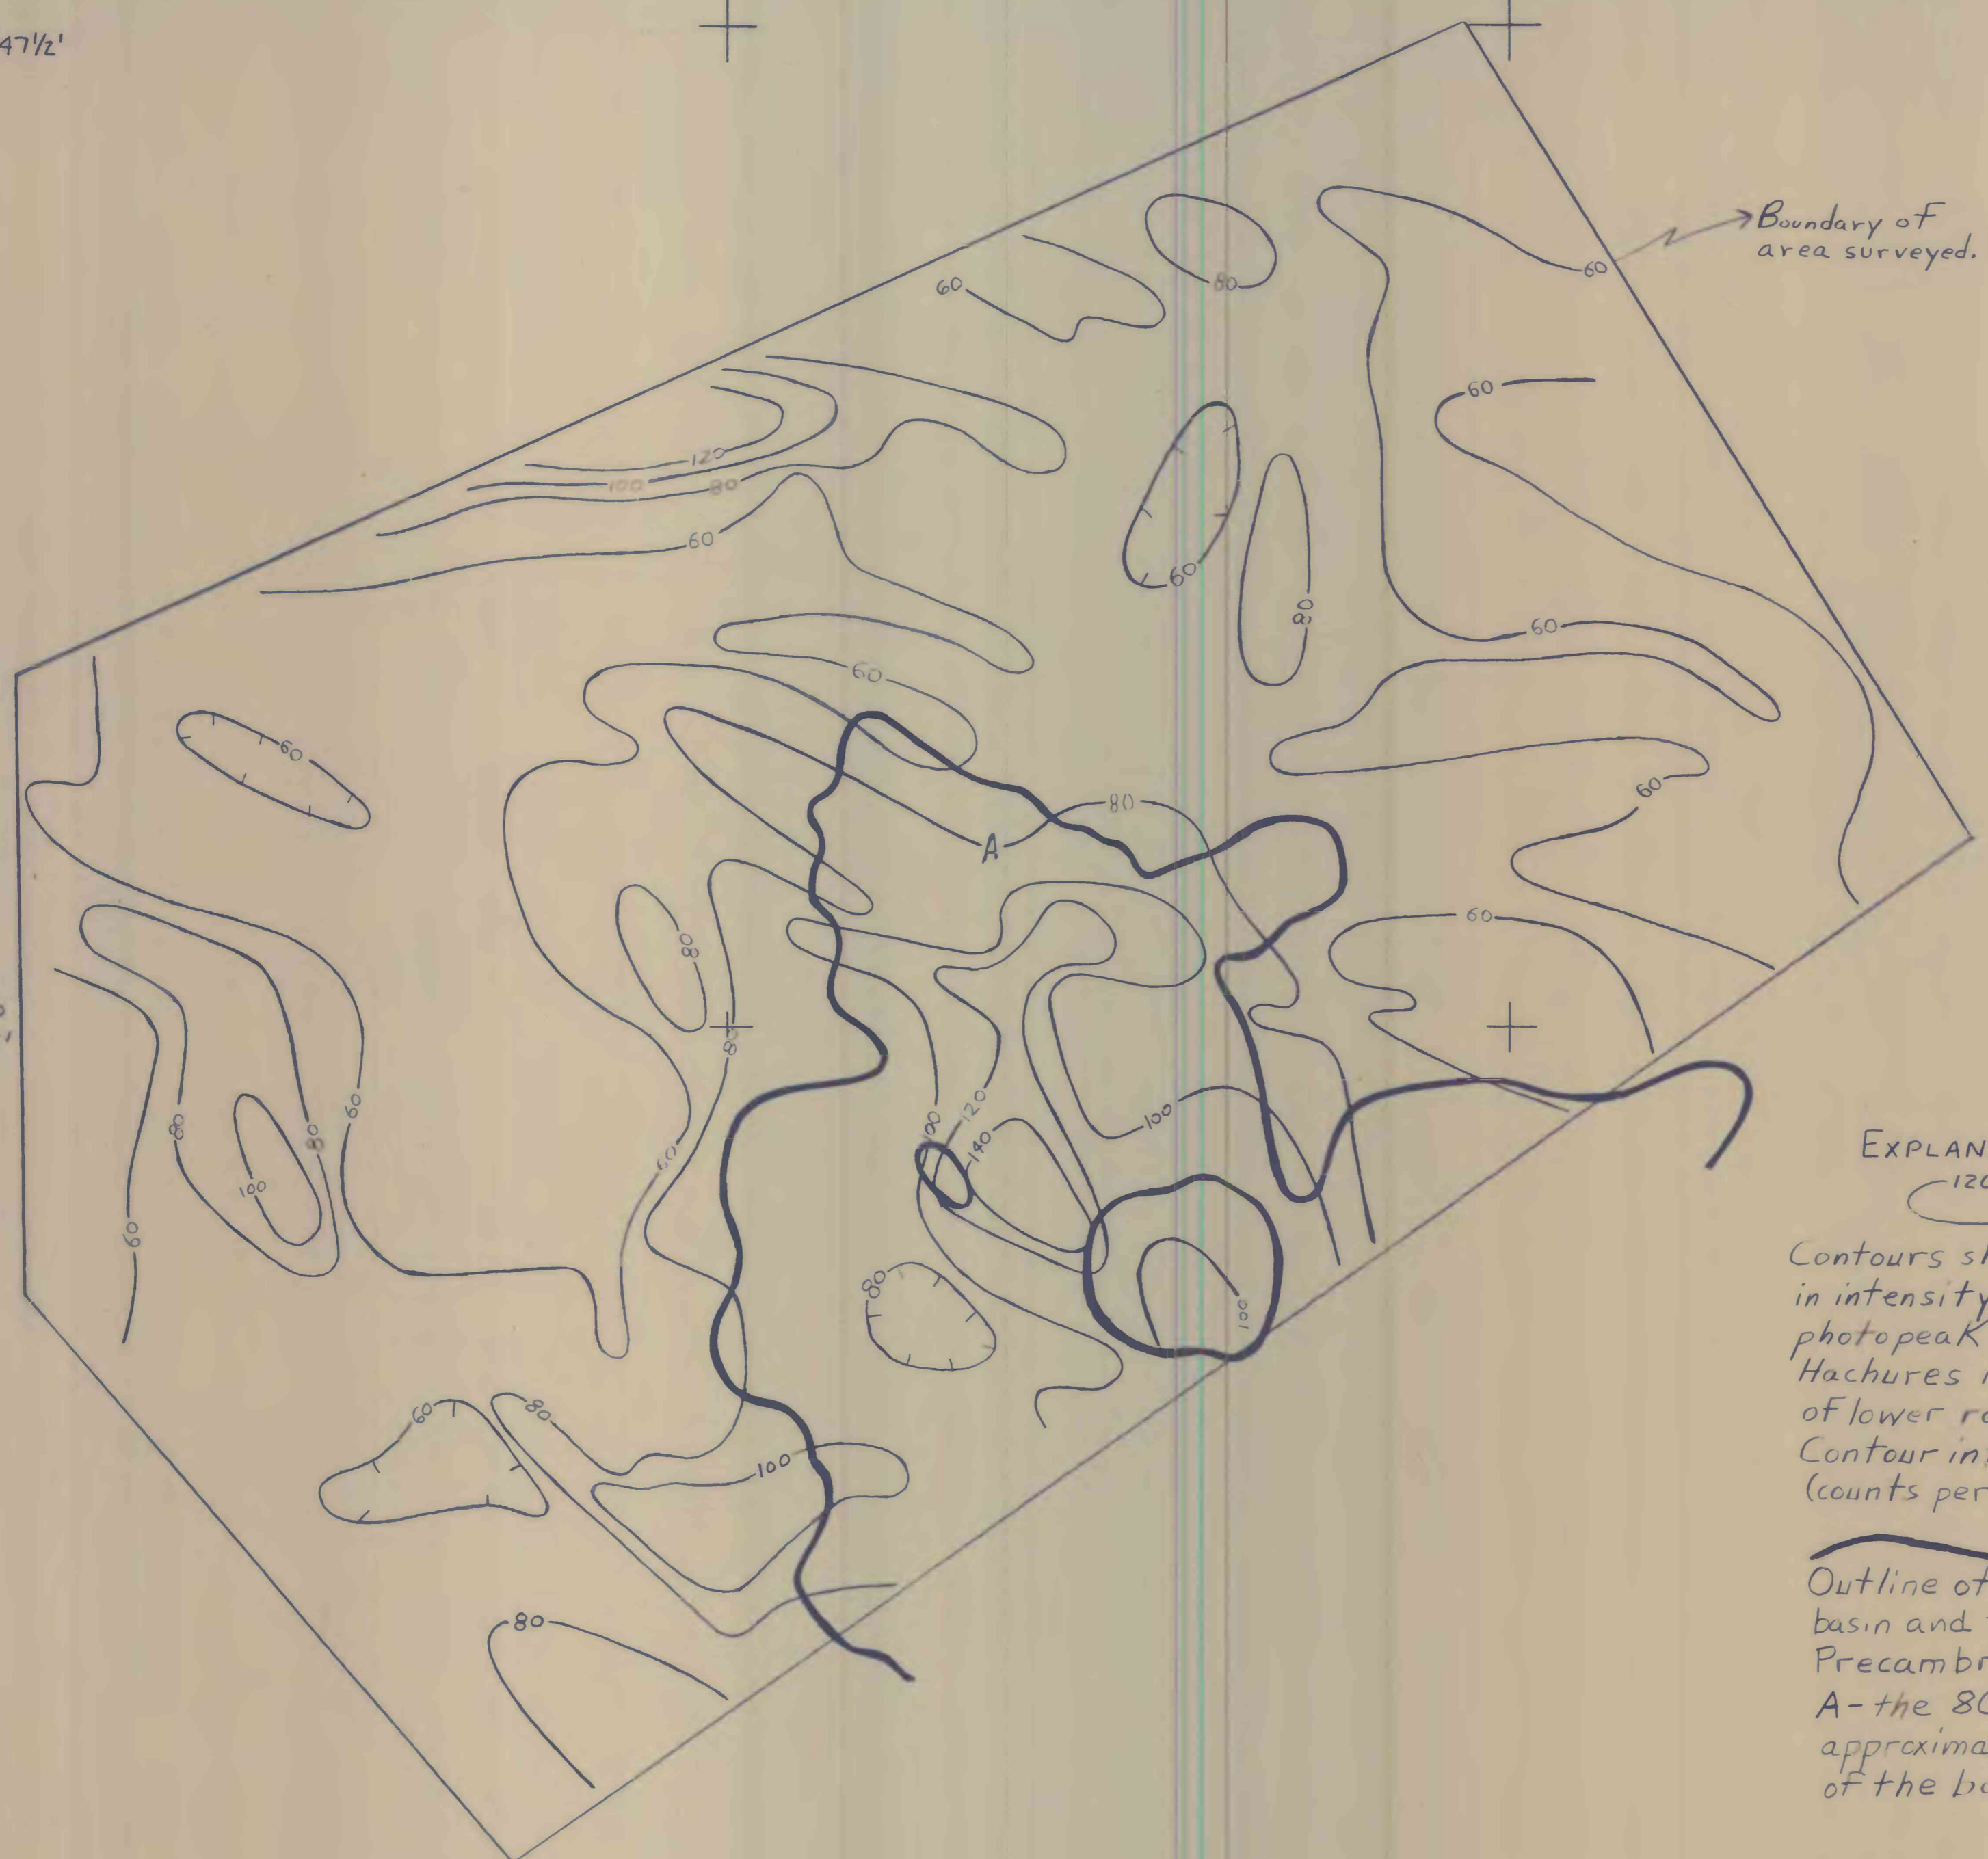 47½'
Boundary of
area surveyed.
60
80
60
60
120
100
80
60
60
80
60
60
60
60
80
A
60
80
60
80
80
60
80
60
100
120
140
100
60
100
60
80
100
60
80
100
80
EXPLAN
120
Contours s
in intensity
photopeak
Hachures
of lower
Contour in
(counts per
Outline of
basin and
Precambr
A-the 80
approxima
of the b